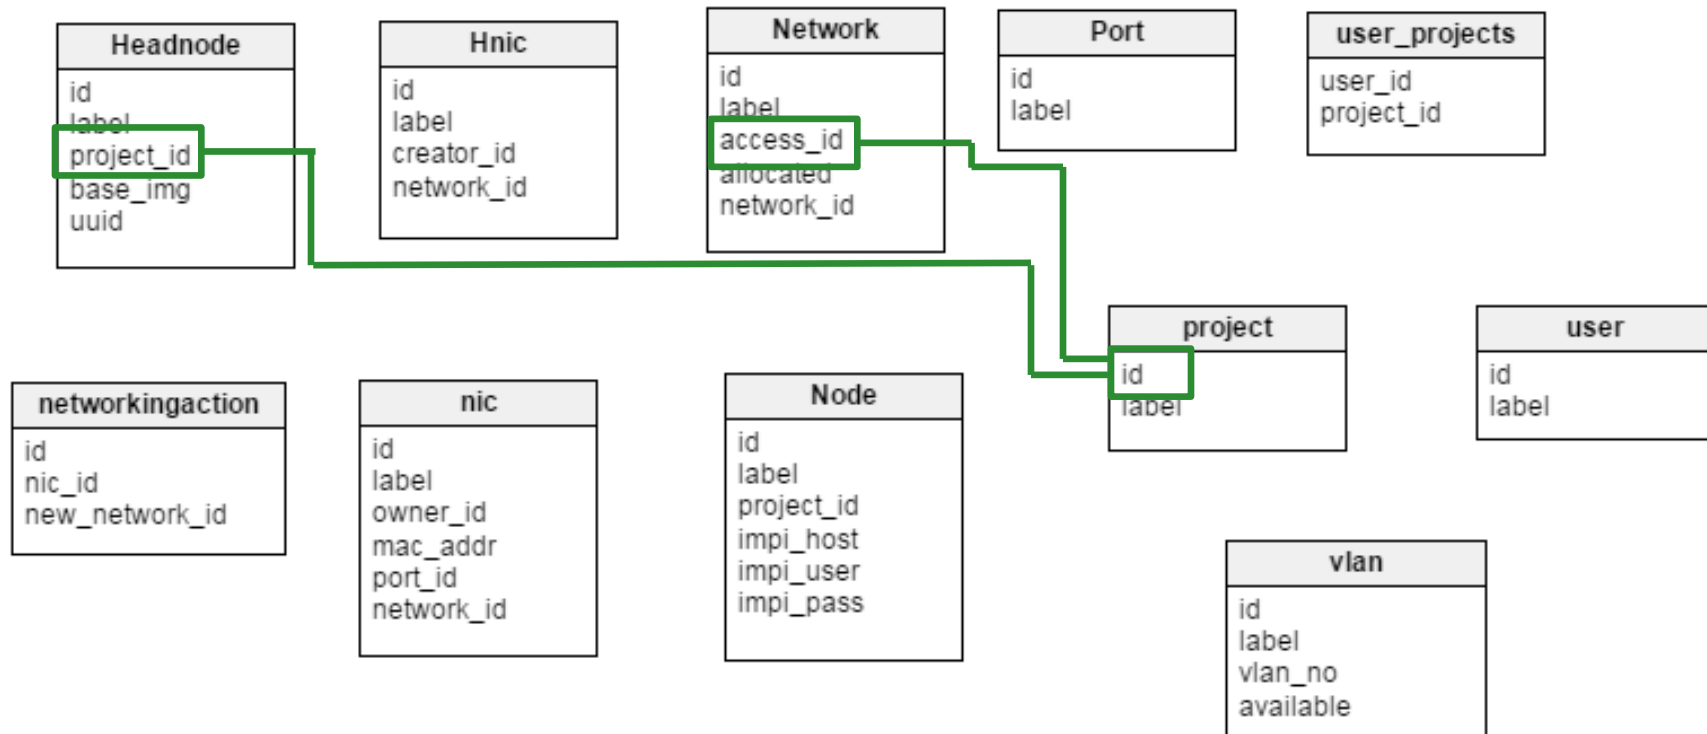 Headnode
id
label
project_id
base_img
uuid
Hnic
id
label
creator_id
network_id
Network
id
label
access_id
allocated
network_id
Port
id
label
user_projects
user_id
project_id
project
id
label
user
id
label
networkingaction
id
nic_id
new_network_id
nic
id
label
owner_id
mac_addr
port_id
network_id
Node
id
label
project_id
impi_host
impi_user
impi_pass
vlan
id
label
vlan_no
available